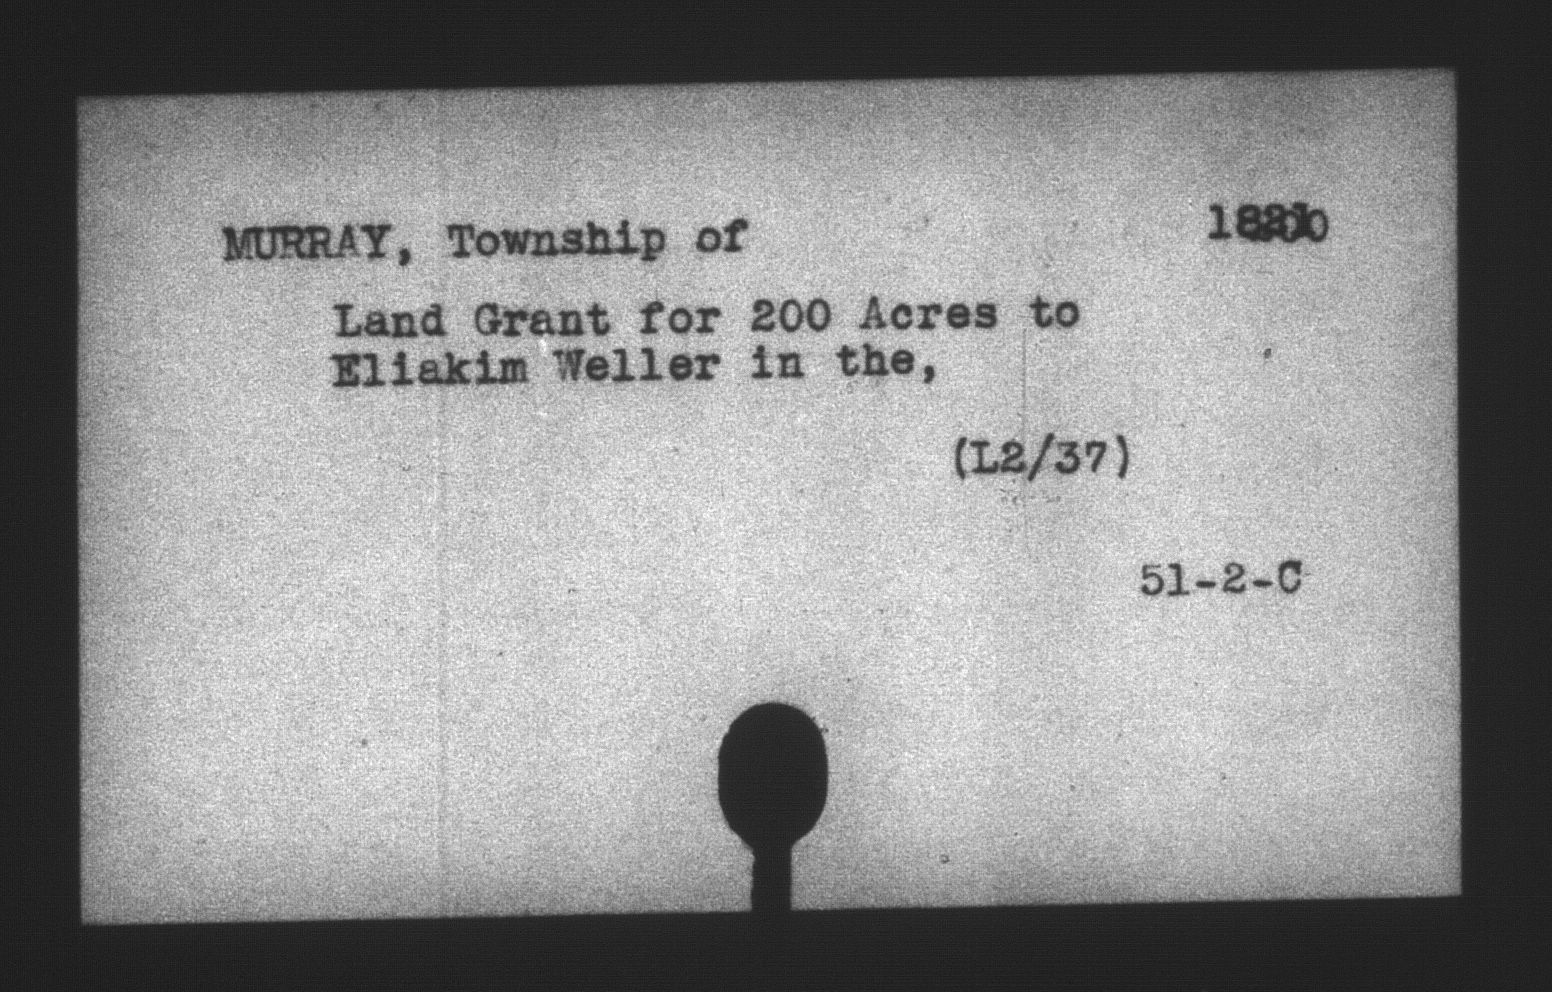 MURRAY, Township of
Land Grant for 200 Acres to
Eliakim Weller in the,
(L2/37)
51-2-C